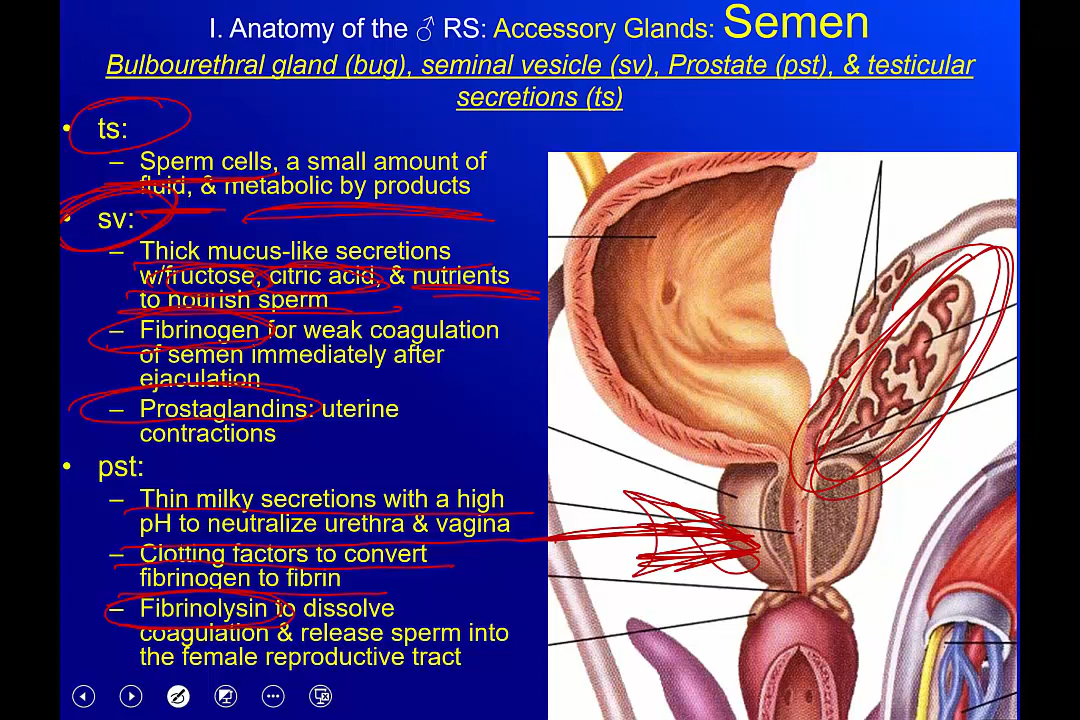 I. Anatomy of the ♂ RS: Accessory Glands: Semen
Bulbourethral gland (bug), seminal vesicle (sv), Prostate (pst), & testicular
secretions (ts)
• ts:
– Sperm cells, a small amount of
fluid, & metabolic by products
• sv:
– Thick mucus-like secretions
w/fructose, citric acid, & nutrients
to nourish sperm
– Fibrinogen for weak coagulation
of semen immediately after
ejaculation
– Prostaglandins: uterine
contractions
• pst:
– Thin milky secretions with a high
pH to neutralize urethra & vagina
– Clotting factors to convert
fibrinogen to fibrin
– Fibrinolysin to dissolve
coagulation & release sperm into
the female reproductive tract